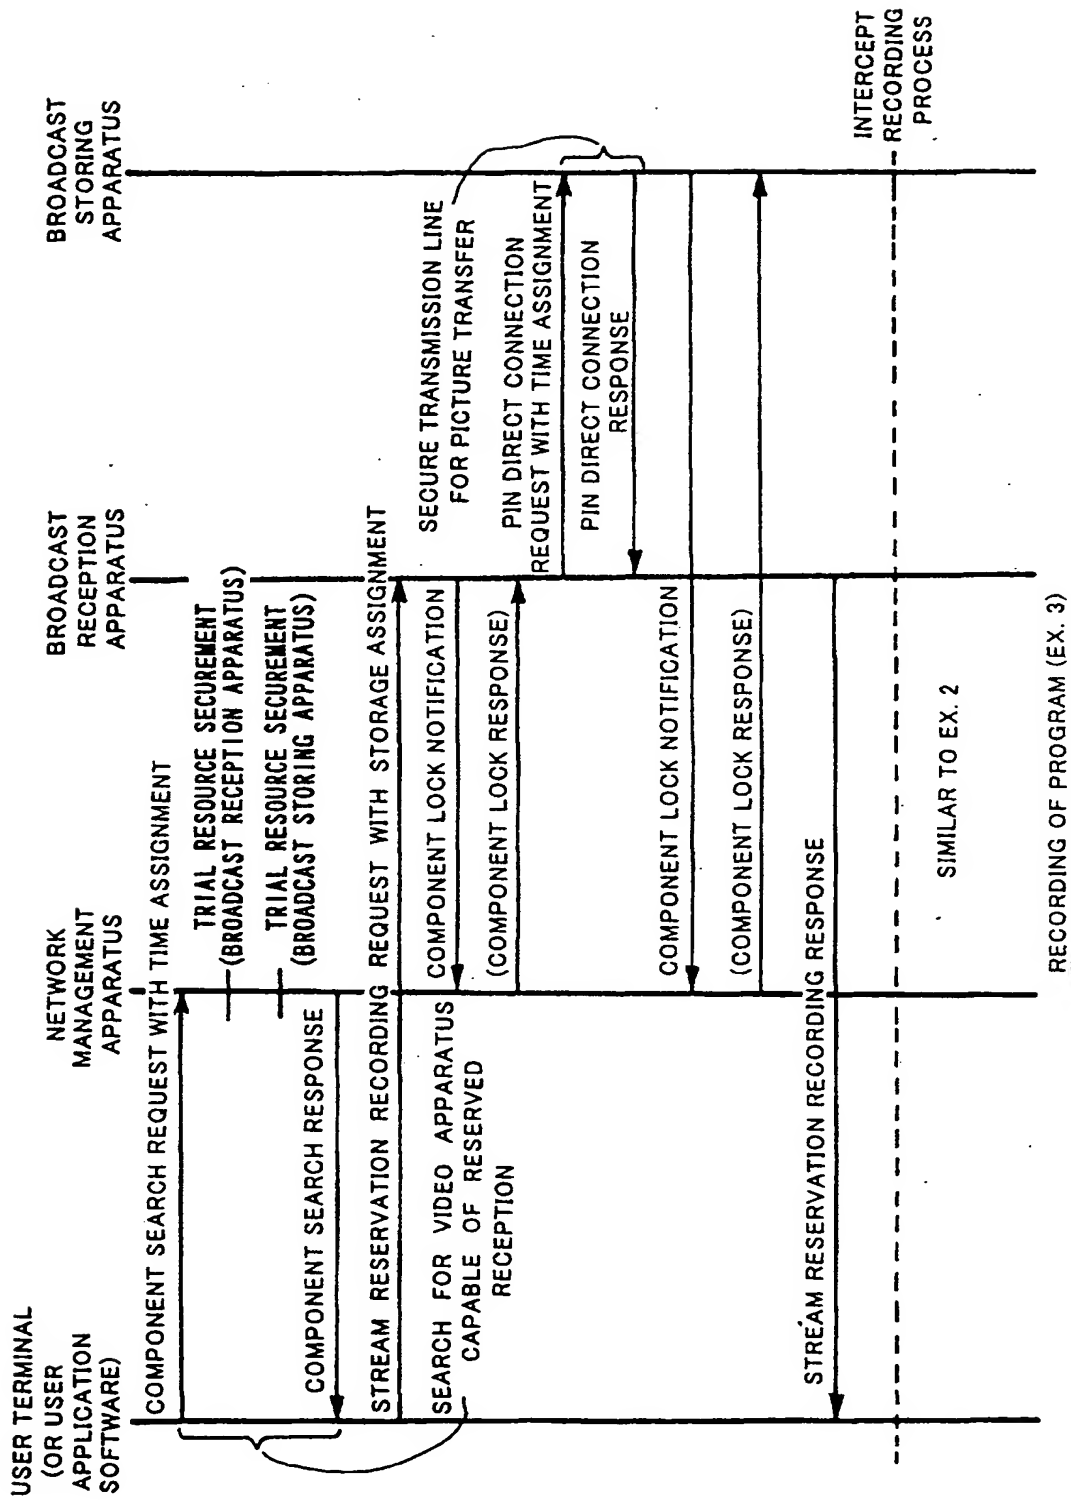 USER TERMINAL
(OR USER
APPLICATION
SOFTWARE)
NETWORK
MANAGEMENT
APPARATUS
BROADCAST
RECEPTION
APPARATUS
BROADCAST
STORING
APPARATUS
COMPONENT SEARCH REQUEST WITH TIME ASSIGNMENT
TRIAL RESOURCE SECUREMENT
(BROADCAST RECEPTION APPARATUS)
TRIAL RESOURCE SECUREMENT
(BROADCAST STORING APPARATUS)
COMPONENT SEARCH RESPONSE
STREAM RESERVATION RECORDING REQUEST WITH STORAGE ASSIGNMENT
SEARCH FOR VIDEO APPARATUS
CAPABLE OF RESERVED
RECEPTION
COMPONENT LOCK NOTIFICATION
(COMPONENT LOCK RESPONSE)
SECURE TRANSMISSION LINE
FOR PICTURE TRANSFER
PIN DIRECT CONNECTION
REQUEST WITH TIME ASSIGNMENT
PIN DIRECT CONNECTION
RESPONSE
COMPONENT LOCK NOTIFICATION
(COMPONENT LOCK RESPONSE)
STREAM RESERVATION RECORDING RESPONSE
INTERCEPT
RECORDING
PROCESS
SIMILAR TO EX. 2
RECORDING OF PROGRAM (EX. 3)